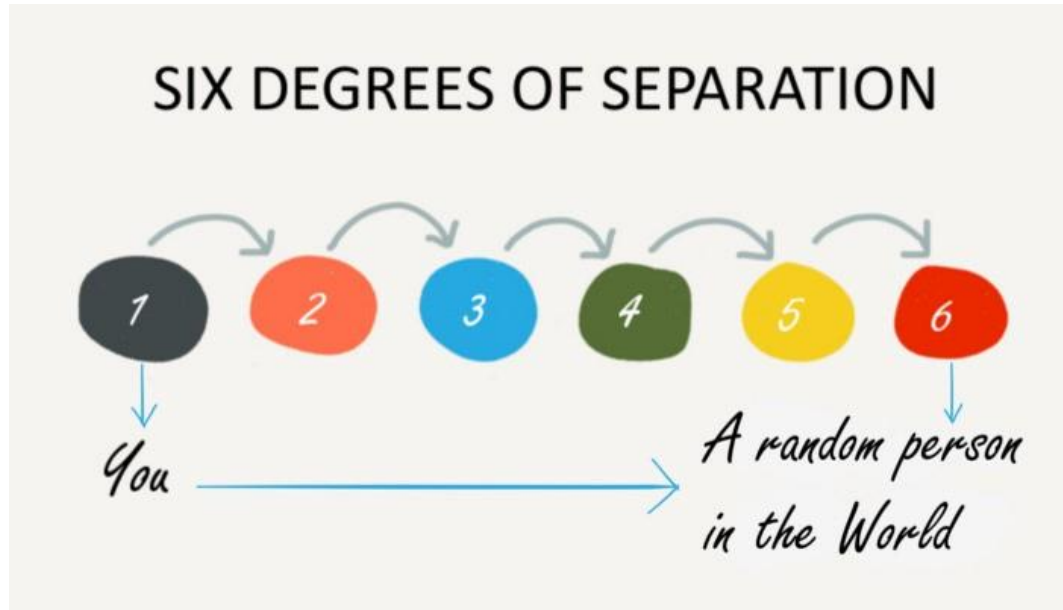 SIX DEGREES OF SEPARATION
1 2 3 4 5 6
You
A random person
in the World